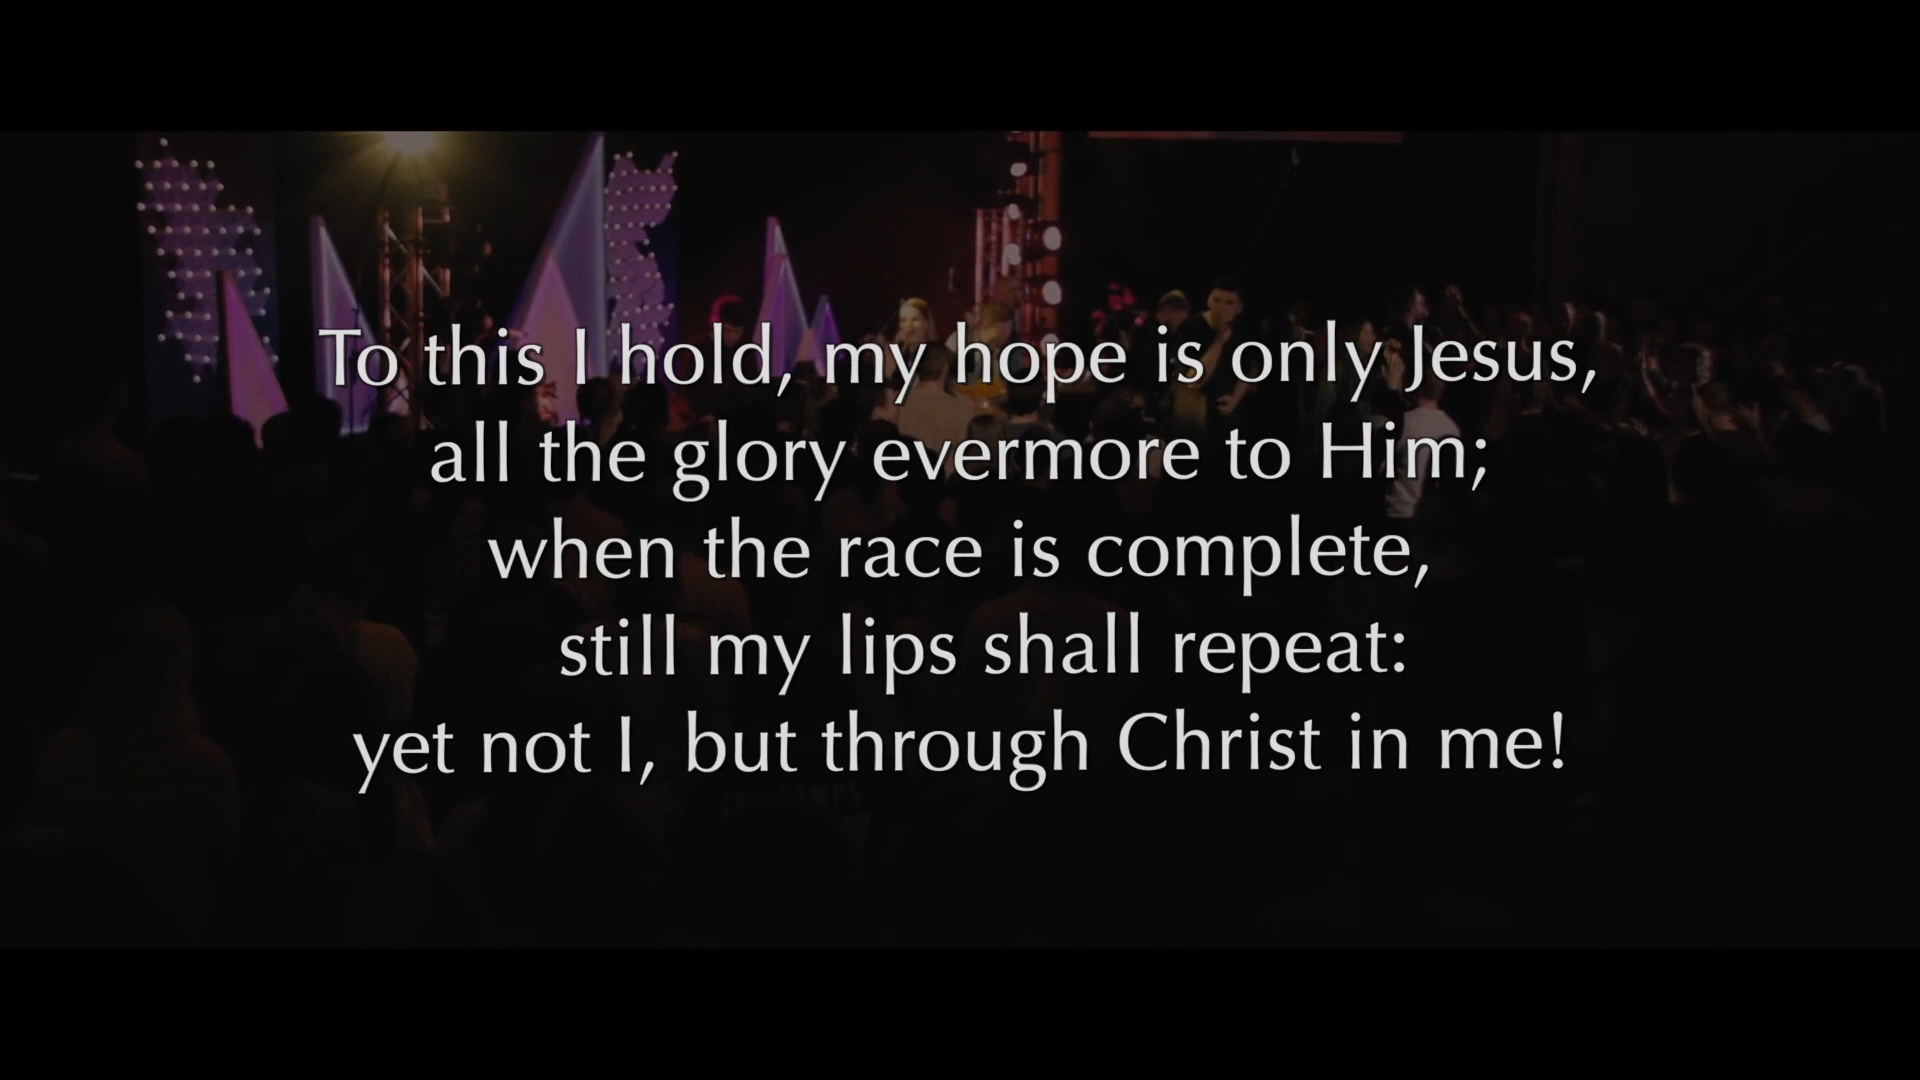 To this I hold, my hope is only Jesus,
all the glory evermore to Him;
when the race is complete,
still my lips shall repeat:
yet not I, but through Christ in me!